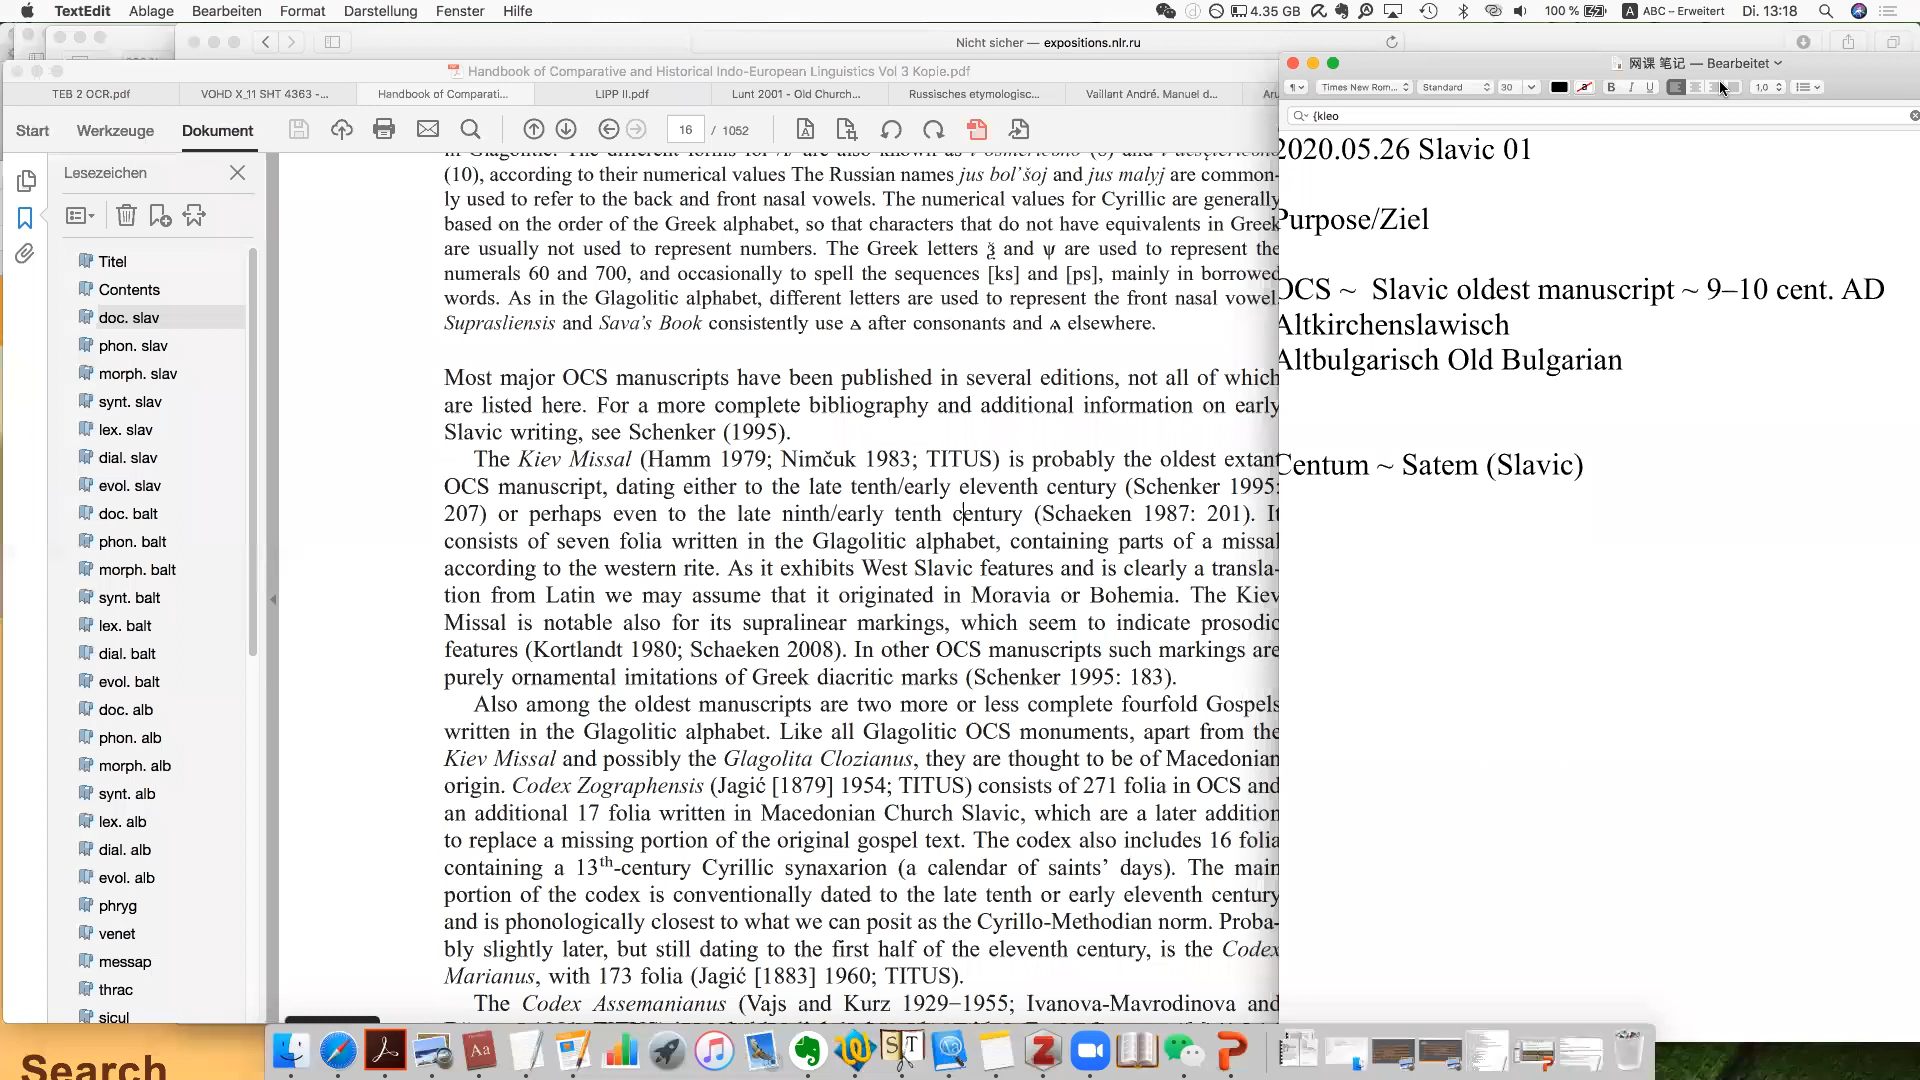 TextEdit Ablage Bearbeiten Format Darstellung Fenster Hilfe
4.35 GB 100 % ABC – Erweitert Di. 13:18
Nicht sicher — expositions.nlr.ru
Handbook of Comparative and Historical Indo-European Linguistics Vol 3 Kopie.pdf
TEB 2 OCR.pdf
VOHD X_11 SHT 4363 -...
Handbook of Comparati...
LIPP II.pdf
Lunt 2001 - Old Church...
Russisches etymologisc...
Vaillant André. Manuel d...
Start Werkzeuge Dokument
16 / 1052
Lesezeichen
Titel
Contents
doc. slav
phon. slav
morph. slav
synt. slav
lex. slav
dial. slav
evol. slav
doc. balt
phon. balt
morph. balt
synt. balt
lex. balt
dial. balt
evol. balt
doc. alb
phon. alb
morph. alb
synt. alb
lex. alb
dial. alb
evol. alb
phryg
venet
messap
thrac
sicul
(10), according to their numerical values The Russian names jus bol’šoj and jus malyj are common-
ly used to refer to the back and front nasal vowels. The numerical values for Cyrillic are generally
based on the order of the Greek alphabet, so that characters that do not have equivalents in Greek
are usually not used to represent numbers. The Greek letters ѯ and ψ are used to represent the
numerals 60 and 700, and occasionally to spell the sequences [ks] and [ps], mainly in borrowed
words. As in the Glagolitic alphabet, different letters are used to represent the front nasal vowel.
Suprasliensis and Sava’s Book consistently use after consonants and ѧ elsewhere.
Most major OCS manuscripts have been published in several editions, not all of which
are listed here. For a more complete bibliography and additional information on early
Slavic writing, see Schenker (1995).
The Kiev Missal (Hamm 1979; Nimčuk 1983; TITUS) is probably the oldest extant
OCS manuscript, dating either to the late tenth/early eleventh century (Schenker 1995:
207) or perhaps even to the late ninth/early tenth century (Schaeken 1987: 201). It
consists of seven folia written in the Glagolitic alphabet, containing parts of a missal
according to the western rite. As it exhibits West Slavic features and is clearly a transla-
tion from Latin we may assume that it originated in Moravia or Bohemia. The Kiev
Missal is notable also for its supralinear markings, which seem to indicate prosodic
features (Kortlandt 1980; Schaeken 2008). In other OCS manuscripts such markings are
purely ornamental imitations of Greek diacritic marks (Schenker 1995: 183).
Also among the oldest manuscripts are two more or less complete fourfold Gospels
written in the Glagolitic alphabet. Like all Glagolitic OCS monuments, apart from the
Kiev Missal and possibly the Glagolita Clozianus, they are thought to be of Macedonian
origin. Codex Zographensis (Jagić [1879] 1954; TITUS) consists of 271 folia in OCS and
an additional 17 folia written in Macedonian Church Slavic, which are a later addition
to replace a missing portion of the original gospel text. The codex also includes 16 folia
containing a 13th-century Cyrillic synaxarion (a calendar of saints’ days). The main
portion of the codex is conventionally dated to the late tenth or early eleventh century
and is phonologically closest to what we can posit as the Cyrillo-Methodian norm. Proba-
bly slightly later, but still dating to the first half of the eleventh century, is the Codex
Marianus, with 173 folia (Jagić [1883] 1960; TITUS).
The Codex Assemanianus (Vajs and Kurz 1929–1955; Ivanova-Mavrodinova and
网课 笔记 — Bearbeitet
Times New Rom... Standard 30 B I U 1,0
{kleo
2020.05.26 Slavic 01
Purpose/Ziel
OCS ~ Slavic oldest manuscript ~ 9–10 cent. AD
Altkirchenslawisch
Altbulgarisch Old Bulgarian
Centum ~ Satem (Slavic)
Search